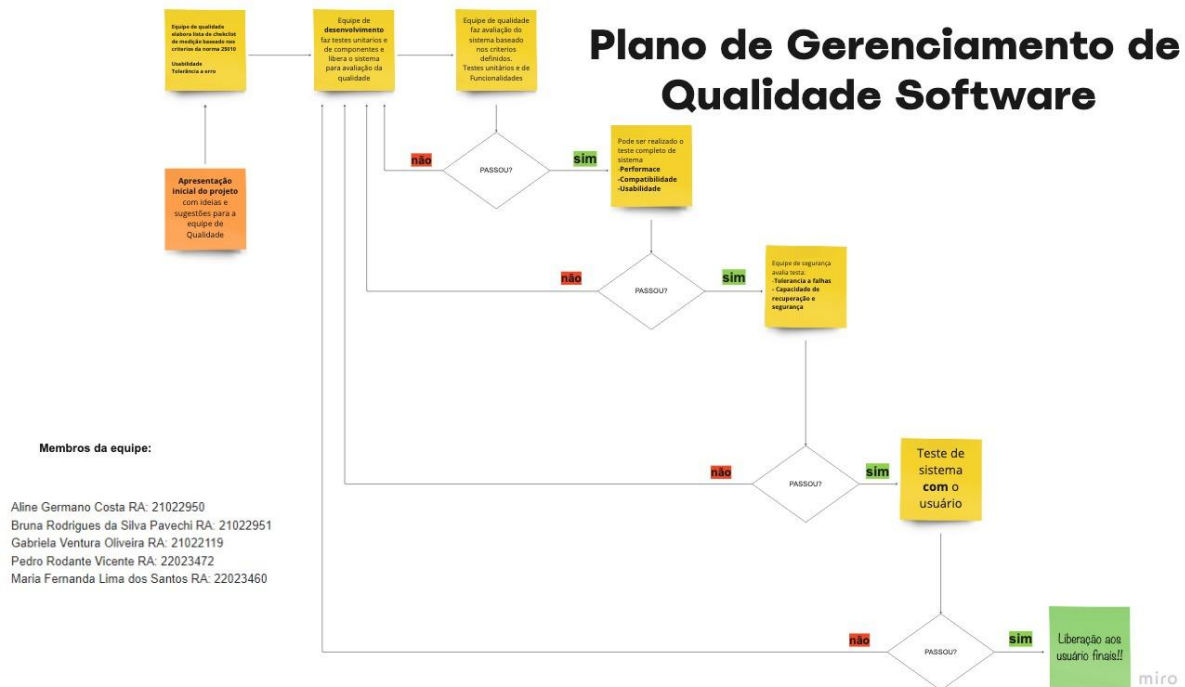 Plano de Gerenciamento de
Qualidade Software
Equipe de qualidade
elabora lista de chekclist
de medição baseado nos
criterios da norma 25010
Usabilidade
Tolerância a erro
Equipe de
desenvolvimento
faz testes unitarios e
de componentes e
libera o sistema
para avaliação da
qualidade
Equipe de qualidade
faz avaliação do
sistema baseado
nos criterios
definidos.
Testes unitários e de
Funcionalidades
Apresentação
inicial do projeto
com ideias e
sugestões para a
equipe de
Qualidade
não
PASSOU?
sim
Pode ser realizado o
teste completo de
sistema
-Performace
-Compatibilidade
-Usabilidade
não
PASSOU?
sim
Equipe de segurança
avalia testa.
-Tolerancia a falhas
- Capacidade de
recuperação e
segurança
não
PASSOU?
sim
Teste de
sistema
com o
usuário
Membros da equipe:
Aline Germano Costa RA: 21022950
Bruna Rodrigues da Silva Pavechi RA: 21022951
Gabriela Ventura Oliveira RA: 21022119
Pedro Rodante Vicente RA: 22023472
Maria Fernanda Lima dos Santos RA: 22023460
não
PASSOU?
sim
Liberação aos
usuário finais!!
miro